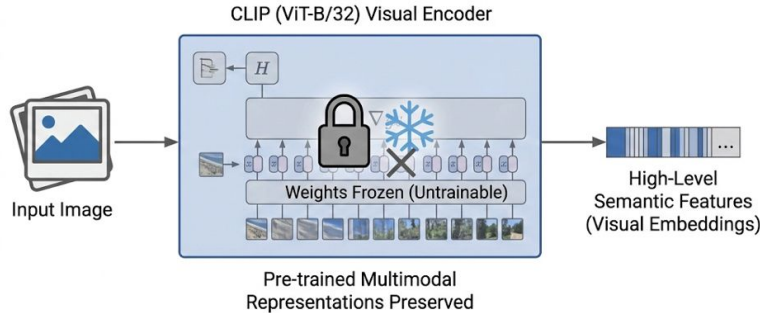 CLIP (ViT-B/32) Visual Encoder
H
∇
Weights Frozen (Untrainable)
Input Image
High-Level
Semantic Features
(Visual Embeddings)
...
Pre-trained Multimodal
Representations Preserved